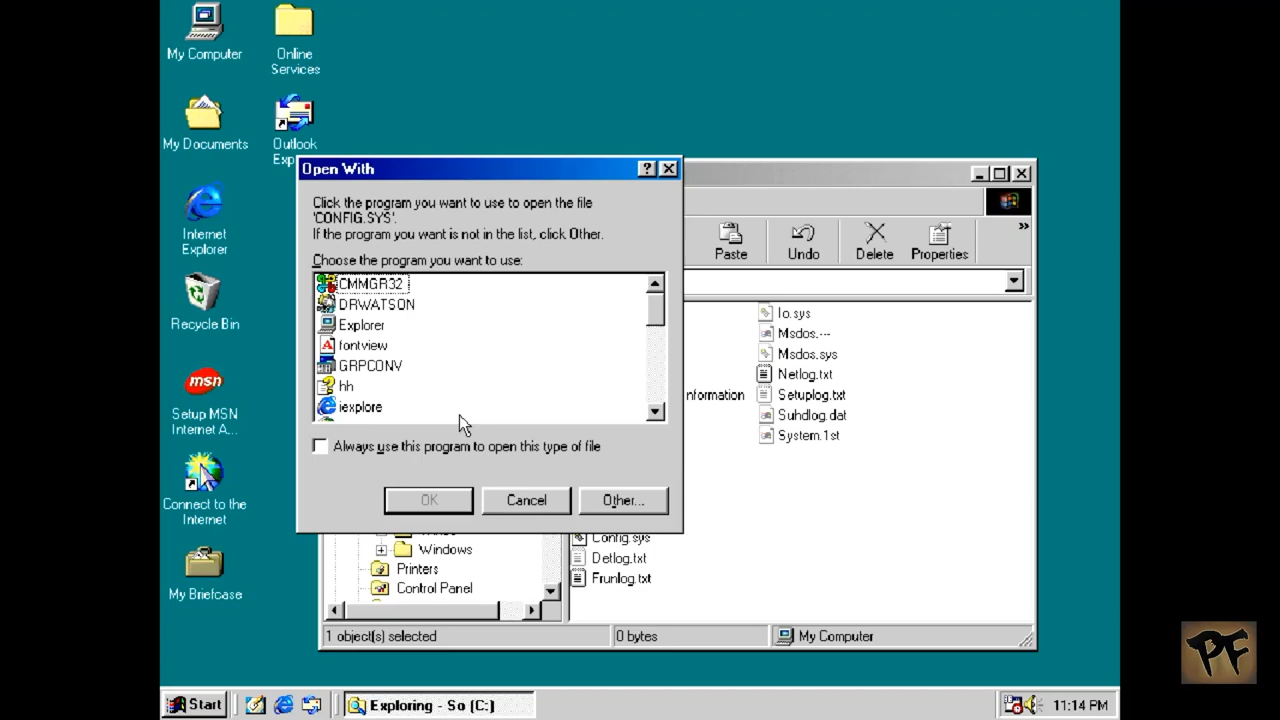 My Computer
Online
Services
My Documents
Outlook
Exp
Internet
Explorer
Recycle Bin
msn
Setup MSN
Internet A...
Connect to the
Internet
My Briefcase
Open With
Click the program you want to use to open the file
'CONFIG.SYS'.
If the program you want is not in the list, click Other.
Choose the program you want to use:
CMMGR32
DRWATSON
Explorer
fontview
GRPCONV
hh
iexplore
Always use this program to open this type of file
OK
Cancel
Other...
Paste
Undo
Delete
Properties
»
Io.sys
Msdos.---
Msdos.sys
Netlog.txt
nformation
Setuplog.txt
Suhdlog.dat
System.1st
Config.sys
Windows
Detlog.txt
Printers
Frunlog.txt
Control Panel
1 object(s) selected
0 bytes
My Computer
Start
Exploring - So (C:)
11:14 PM
PF